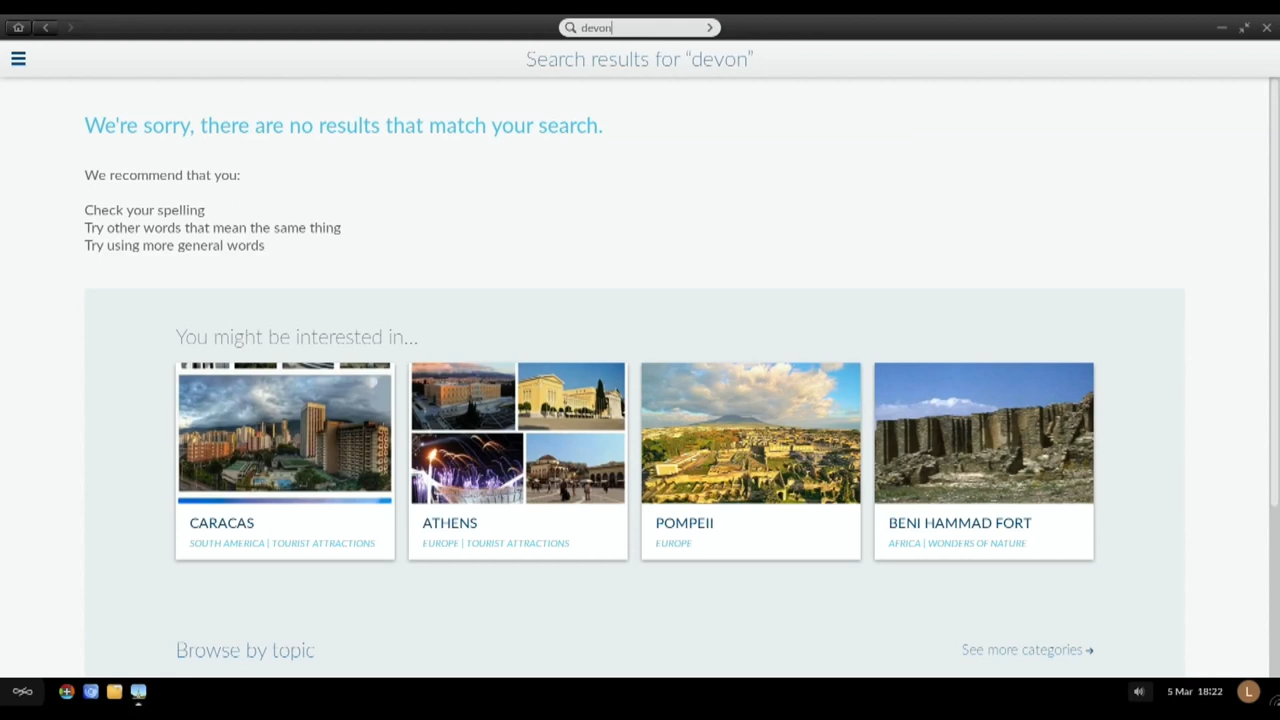 devon
Search results for “devon”
We're sorry, there are no results that match your search.
We recommend that you:
Check your spelling
Try other words that mean the same thing
Try using more general words
You might be interested in...
CARACAS
SOUTH AMERICA | TOURIST ATTRACTIONS
ATHENS
EUROPE | TOURIST ATTRACTIONS
POMPEII
EUROPE
BENI HAMMAD FORT
AFRICA | WONDERS OF NATURE
Browse by topic
See more categories
5 Mar 18:22
L